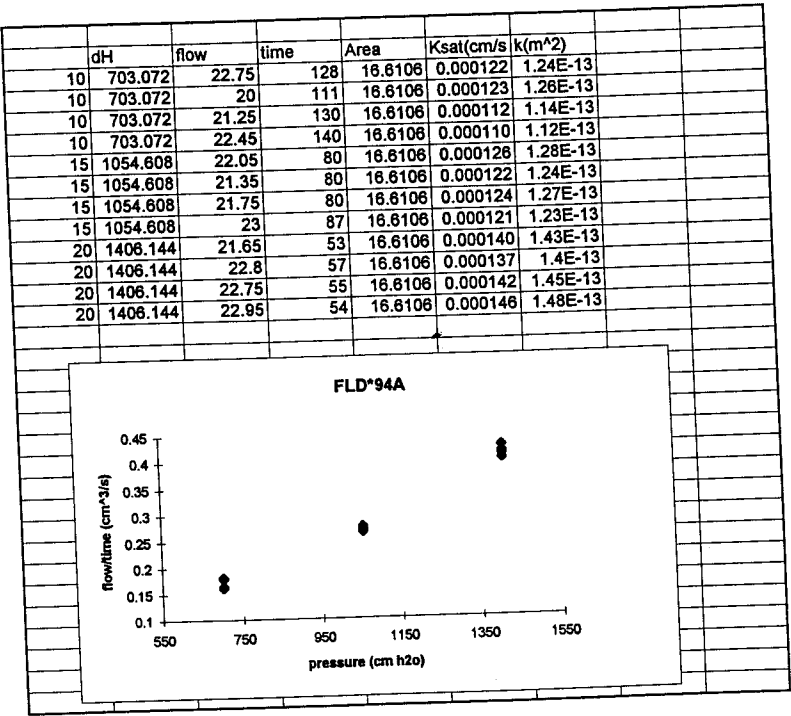 dH flow time Area Ksat(cm/s k(m^2)
10 703.072 22.75 128 16.6106 0.000122 1.24E-13
10 703.072 20 111 16.6106 0.000123 1.26E-13
10 703.072 21.25 130 16.6106 0.000112 1.14E-13
10 703.072 22.45 140 16.6106 0.000110 1.12E-13
15 1054.608 22.05 80 16.6106 0.000126 1.28E-13
15 1054.608 21.35 80 16.6106 0.000122 1.24E-13
15 1054.608 21.75 80 16.6106 0.000124 1.27E-13
15 1054.608 23 87 16.6106 0.000121 1.23E-13
20 1406.144 21.65 53 16.6106 0.000140 1.43E-13
20 1406.144 22.8 57 16.6106 0.000137 1.4E-13
20 1406.144 22.75 55 16.6106 0.000142 1.45E-13
20 1406.144 22.95 54 16.6106 0.000146 1.48E-13
FLD*94A
flow/time (cm^3/s)
0.45
0.4
0.35
0.3
0.25
0.2
0.15
0.1
550 750 950 1150 1350 1550
pressure (cm h2o)